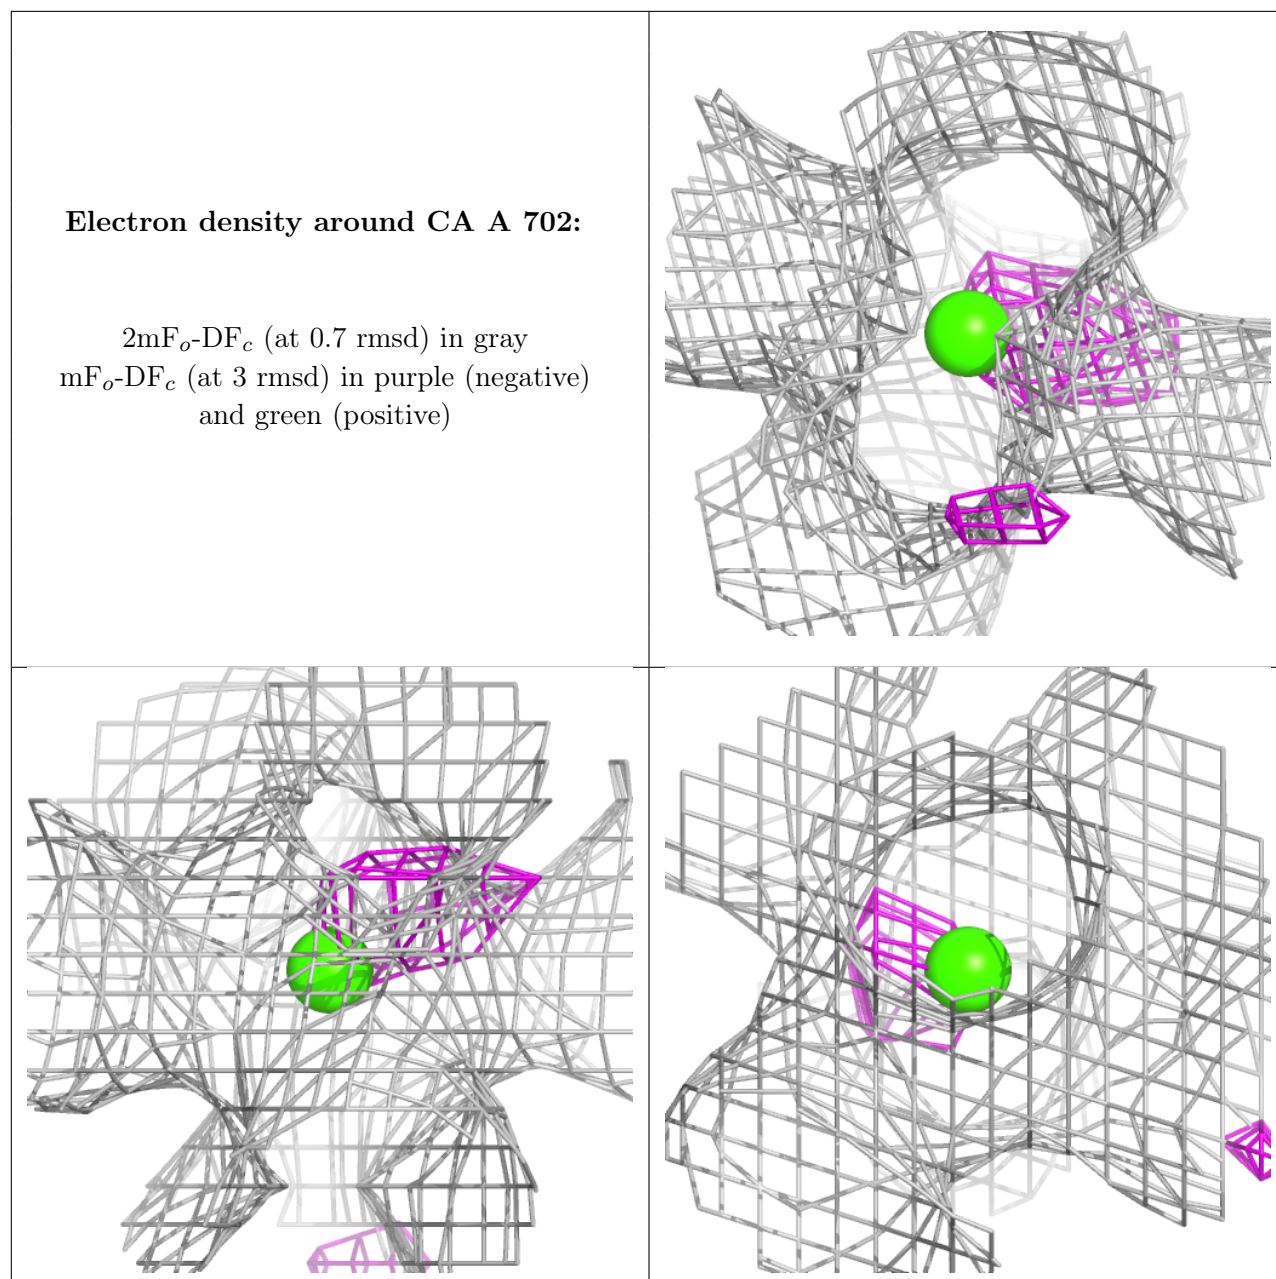 Electron density around CA A 702:
2mFₒ-DF𝑐 (at 0.7 rmsd) in gray
mFₒ-DF𝑐 (at 3 rmsd) in purple (negative)
and green (positive)